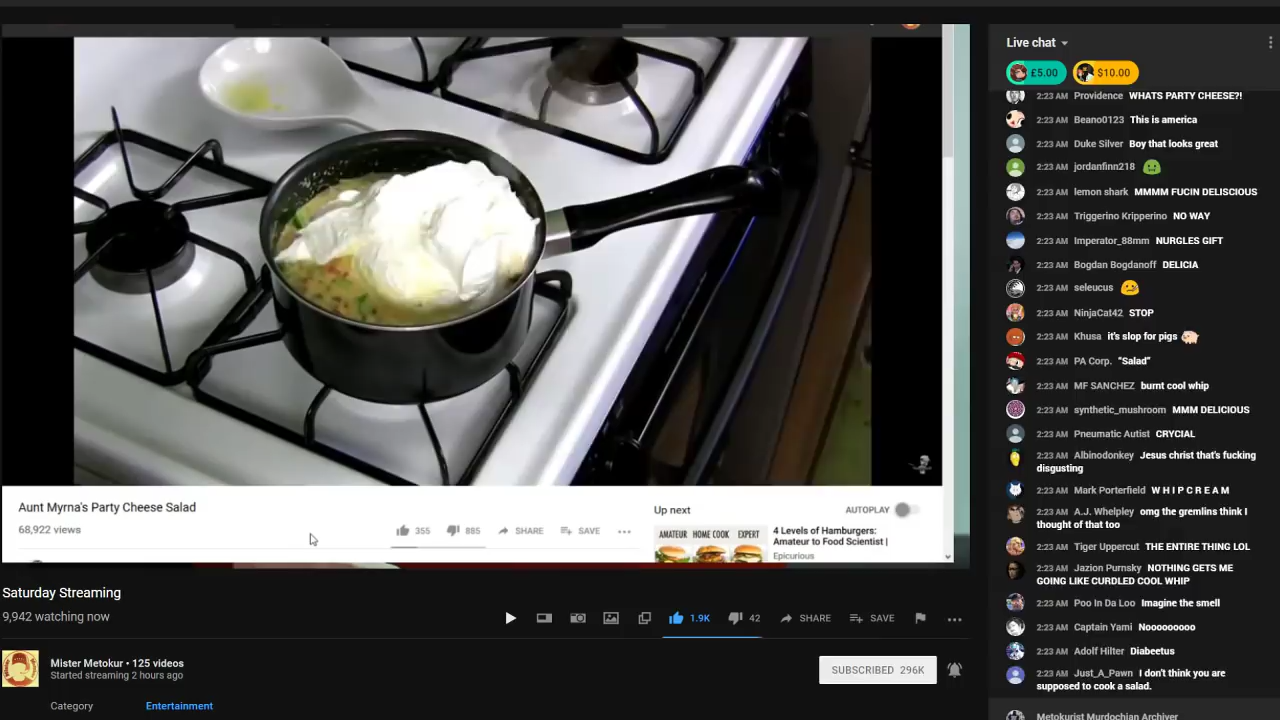 Aunt Myrna's Party Cheese Salad
68,922 views
355
885
SHARE
SAVE
Up next
AUTOPLAY
AMATEUR HOME COOK EXPERT
4 Levels of Hamburgers:
Amateur to Food Scientist |
Epicurious
Saturday Streaming
9,942 watching now
1.9K
42
SHARE
SAVE
Mister Metokur • 125 videos
Started streaming 2 hours ago
SUBSCRIBED 296K
Category
Entertainment
Live chat
£5.00
$10.00
2:23 AM Providence WHATS PARTY CHEESE?!
2:23 AM Beano0123 This is america
2:23 AM Duke Silver Boy that looks great
2:23 AM jordanfinn218
2:23 AM lemon shark MMMM FUCIN DELISCIOUS
2:23 AM Triggerino Kripperino NO WAY
2:23 AM Imperator_88mm NURGLES GIFT
2:23 AM Bogdan Bogdanoff DELICIA
2:23 AM seleucus
2:23 AM NinjaCat42 STOP
2:23 AM Khusa it's slop for pigs
2:23 AM PA Corp. “Salad”
2:23 AM MF SANCHEZ burnt cool whip
2:23 AM synthetic_mushroom MMM DELICIOUS
2:23 AM Pneumatic Autist CRYCIAL
2:23 AM Albinodonkey Jesus christ that's fucking
disgusting
2:23 AM Mark Porterfield W H I P C R E A M
2:23 AM A.J. Whelpley omg the gremlins think I
thought of that too
2:23 AM Tiger Uppercut THE ENTIRE THING LOL
2:23 AM Jazion Purnsky NOTHING GETS ME
GOING LIKE CURDLED COOL WHIP
2:23 AM Poo In Da Loo Imagine the smell
2:23 AM Captain Yami Nooooooooo
2:23 AM Adolf Hilter Diabeetus
2:23 AM Just_A_Pawn I don't think you are
supposed to cook a salad.
Metokurist Murdochian Archiver